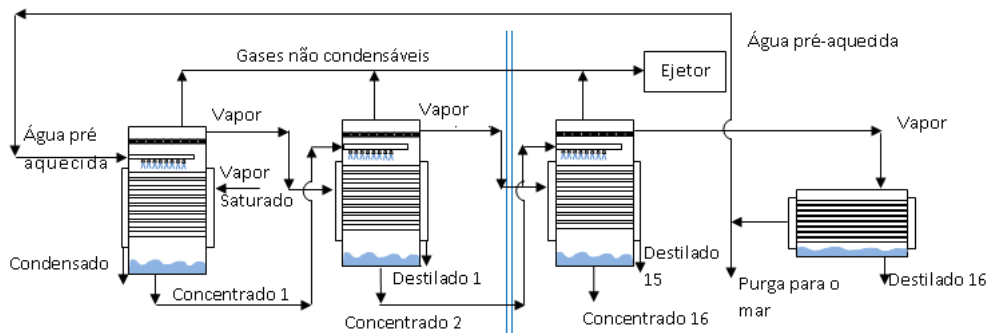 Água pré-aquecida
Gases não condensáveis
Ejetor
Vapor
Vapor
Vapor
Água pré
aquecida
Vapor
Saturado
Condensado
Destilado 1
Destilado
15
Purga para o
mar
Destilado 16
Concentrado 1
Concentrado 2
Concentrado 16